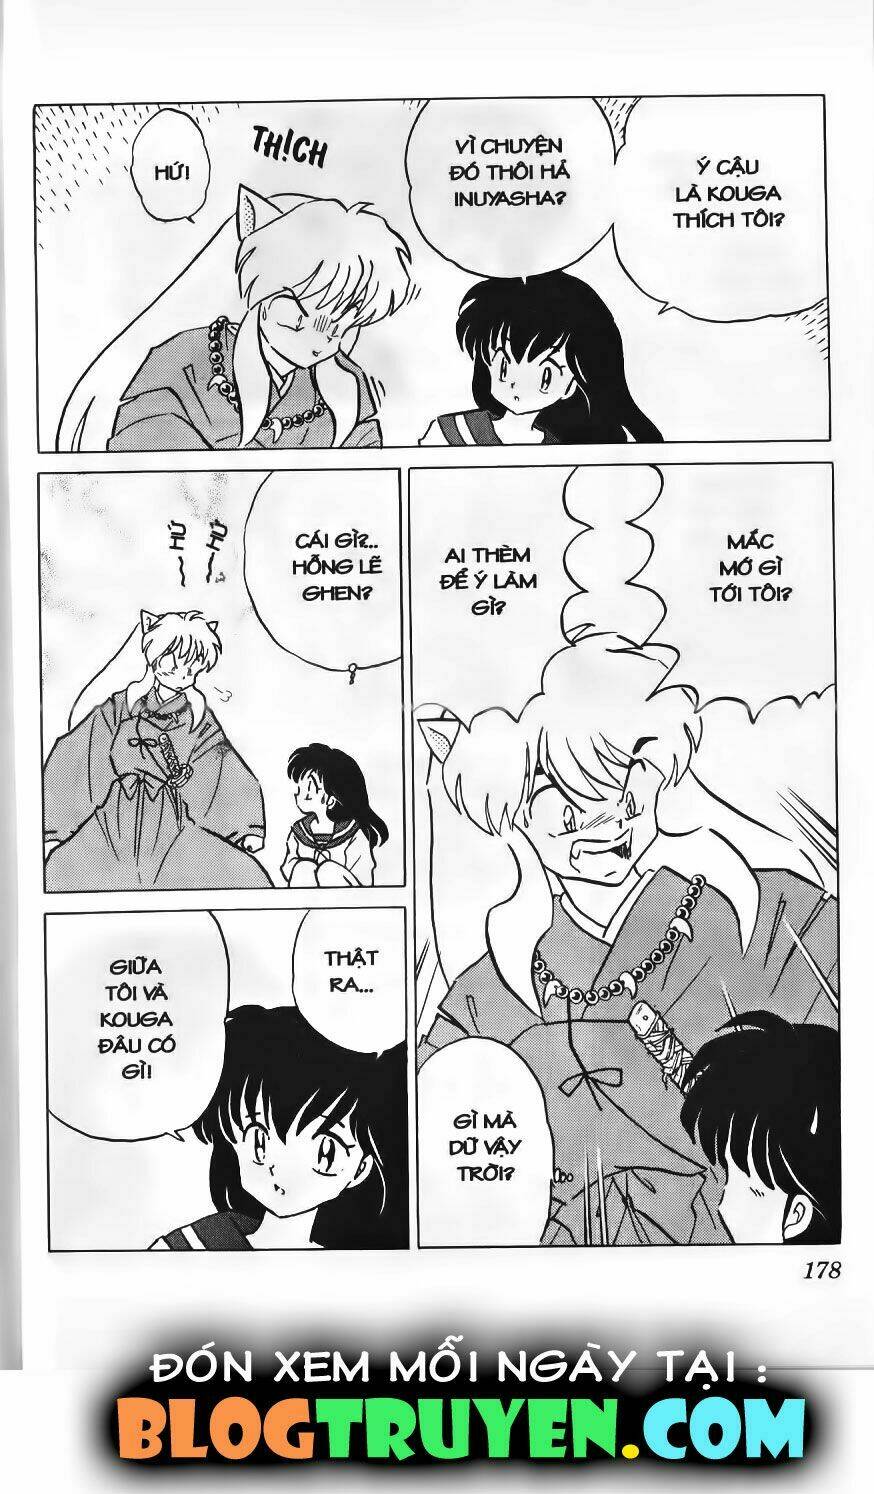 Ý CẬU
LÀ KOUGA
THÍCH TÔI?
VÌ CHUYỆN
ĐÓ THÔI HẢ
INUYASHA?
THỊCH
HỨ!
MẮC
MỚ GÌ
TỚI TÔI?
AI THÈM
ĐỂ Ý LÀM
GÌ?
GÌ MÀ
DỮ VẬY
TRỜI?
CÁI GÌ?..
HỔNG LẼ
GHEN?
HỨ
HỨ
THẬT
RA...
GIỮA
TÔI VÀ
KOUGA
ĐÂU CÓ
GÌ!
178
ĐÓN XEM MỖI NGÀY TẠI :
BLOGTRUYEN.COM